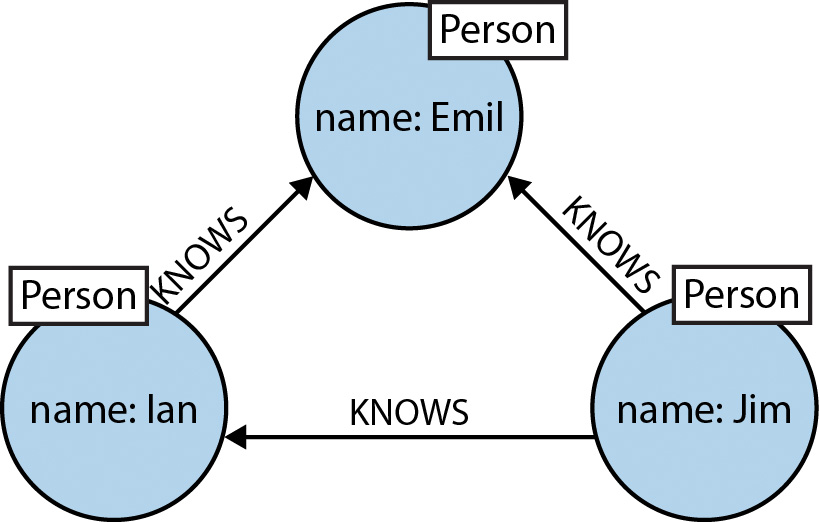 Person
name: Emil
KNOWS
KNOWS
Person
Person
name: Ian
KNOWS
name: Jim